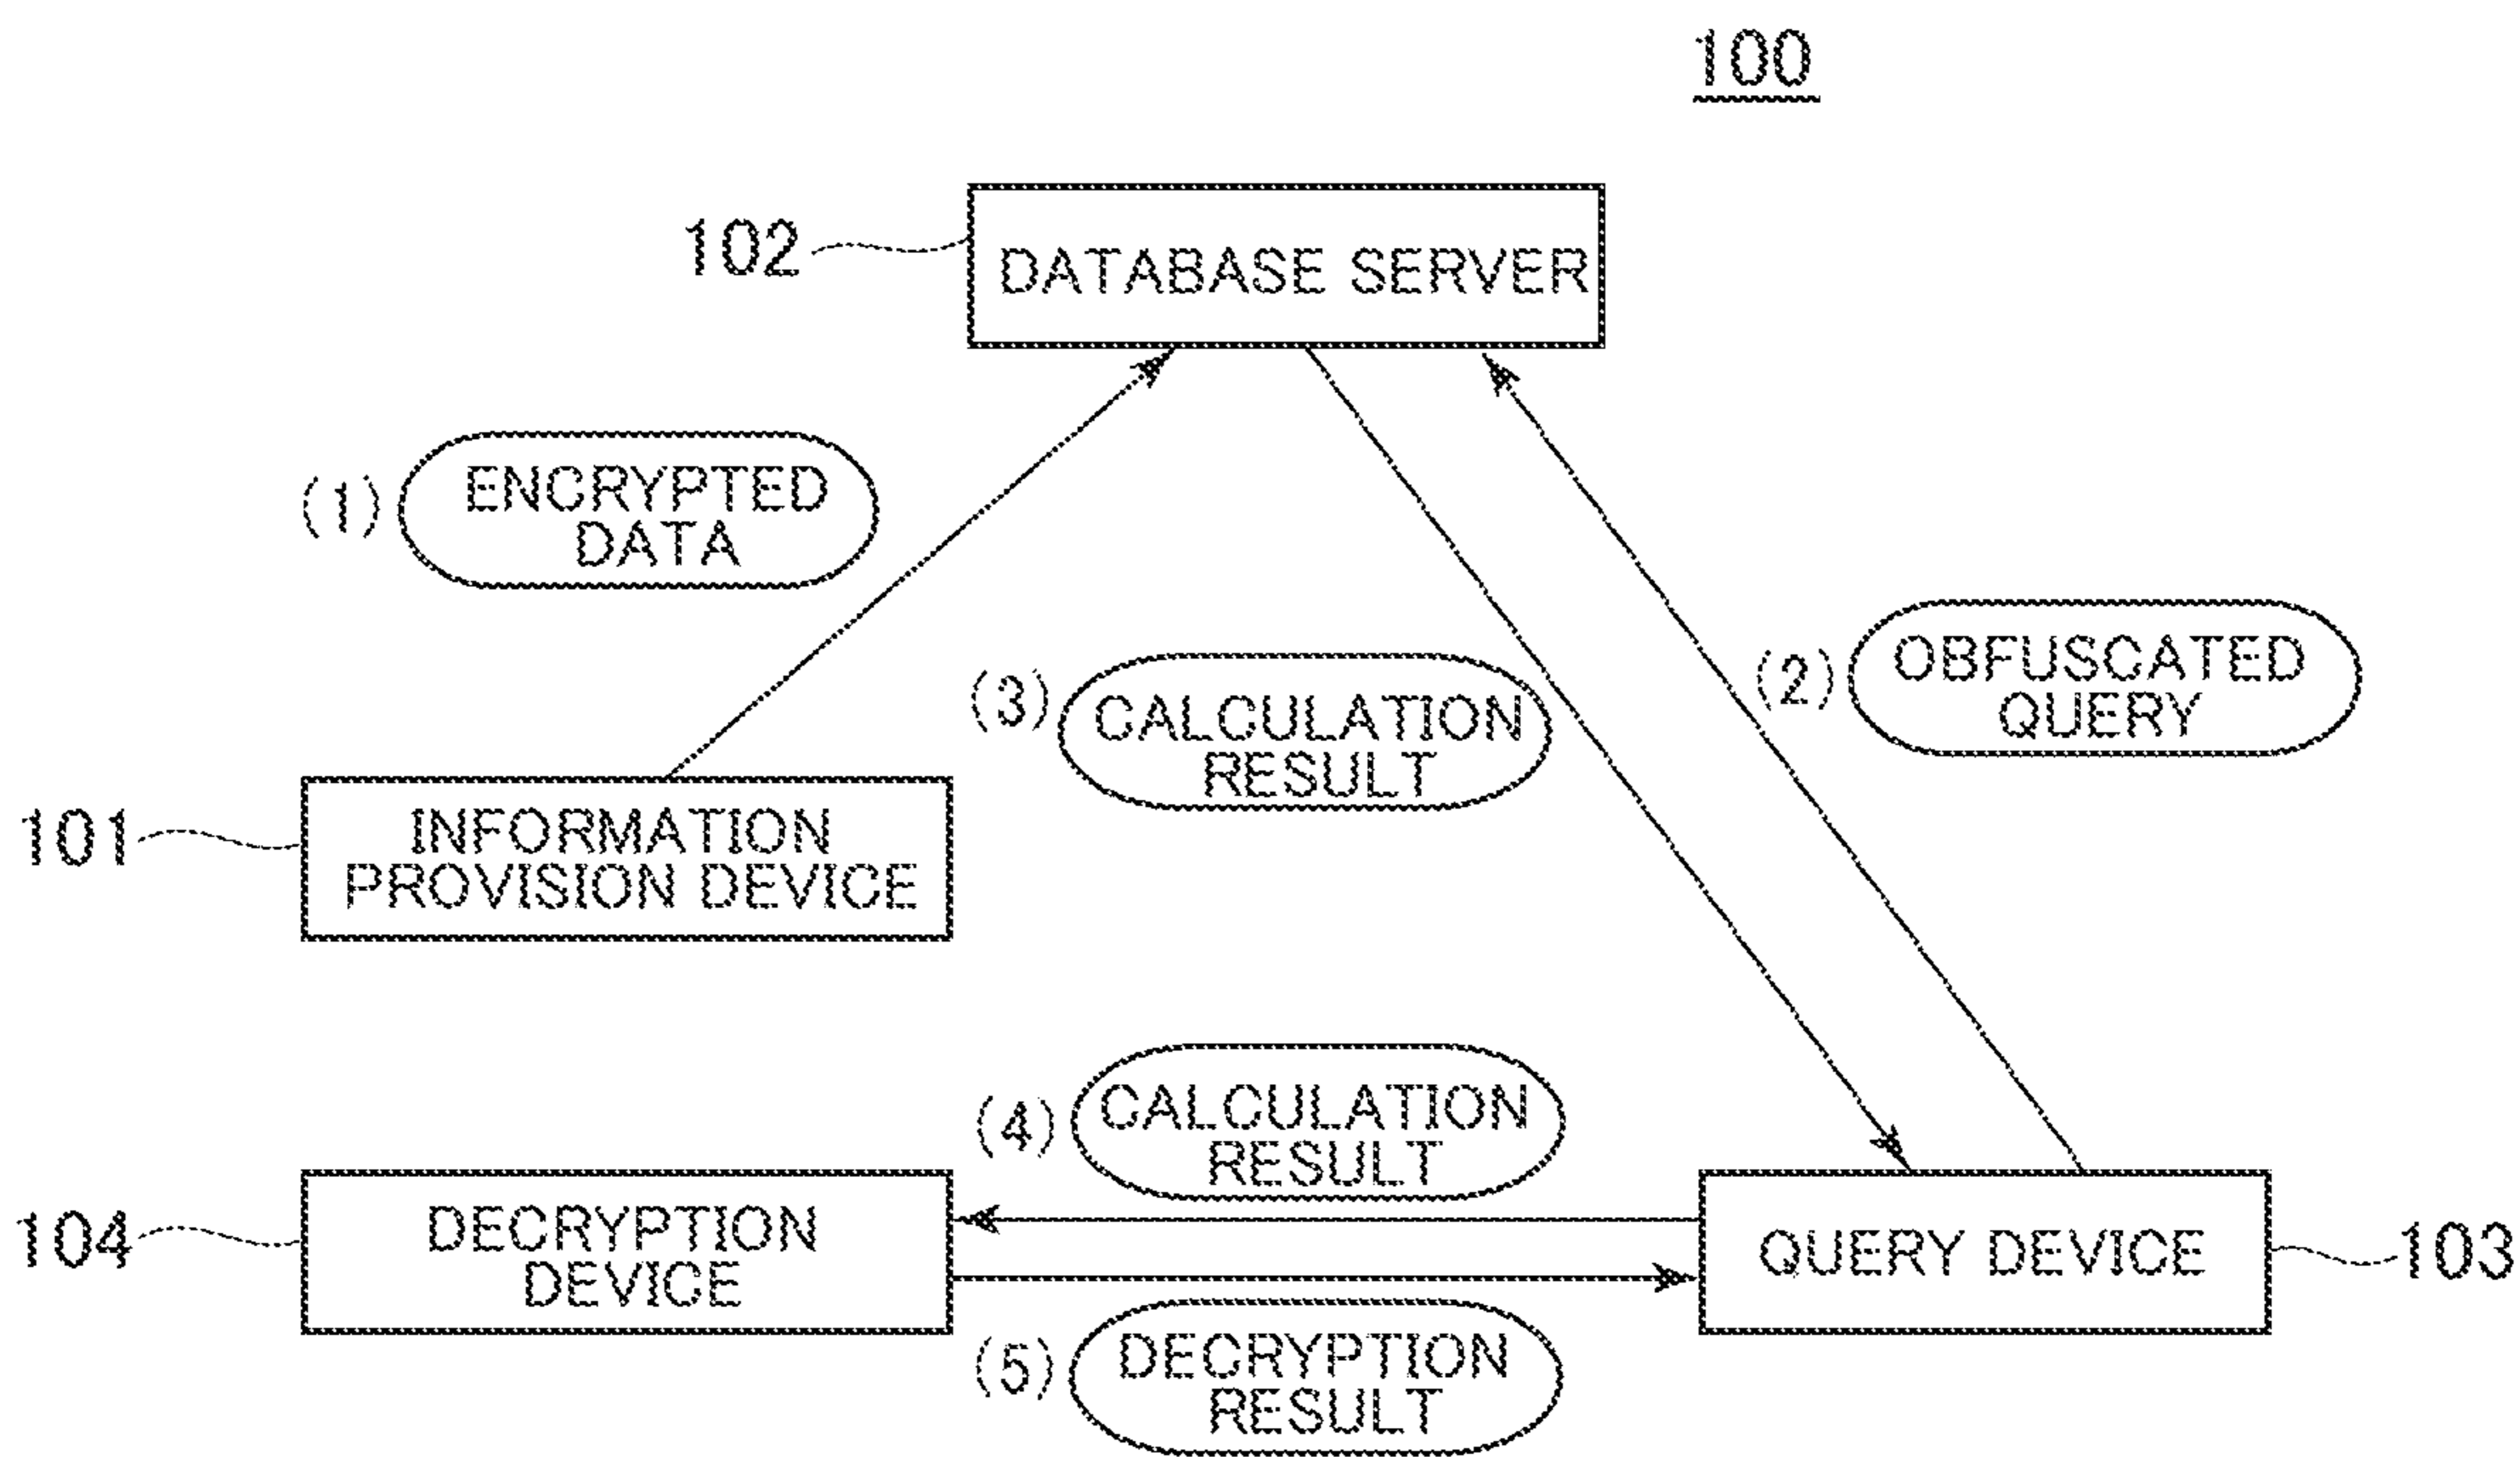 100
102
DATABASE SERVER
(1)
ENCRYPTED
DATA
(2)
OBFUSCATED
QUERY
(3)
CALCULATION
RESULT
101
INFORMATION
PROVISION DEVICE
(4)
CALCULATION
RESULT
104
DECRYPTION
DEVICE
QUERY DEVICE
103
(5)
DECRYPTION
RESULT